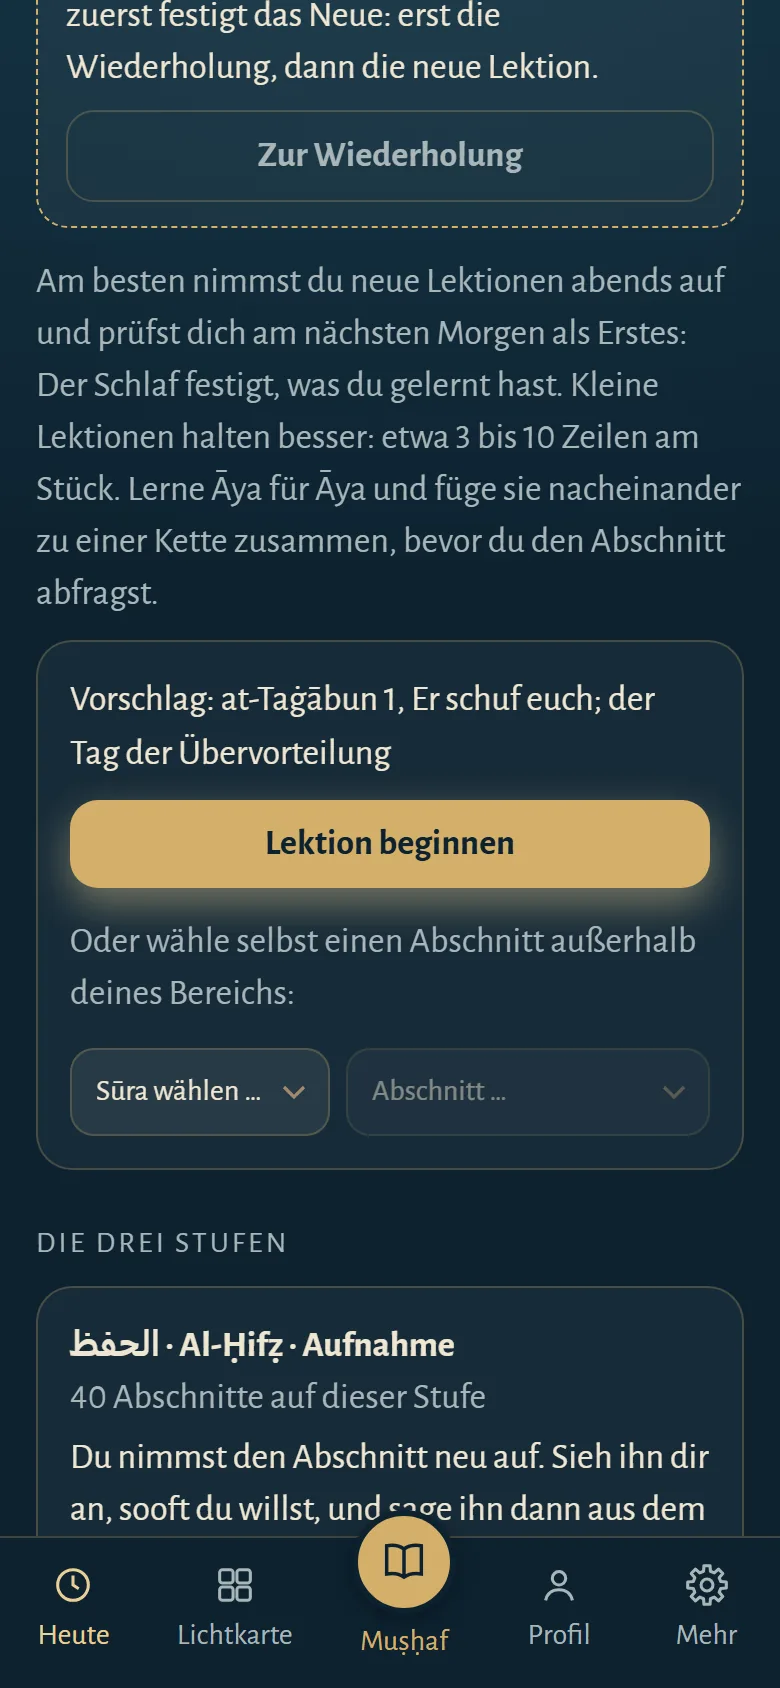 zuerst festigt das Neue: erst die
Wiederholung, dann die neue Lektion.
Zur Wiederholung
Am besten nimmst du neue Lektionen abends auf
und prüfst dich am nächsten Morgen als Erstes:
Der Schlaf festigt, was du gelernt hast. Kleine
Lektionen halten besser: etwa 3 bis 10 Zeilen am
Stück. Lerne Āya für Āya und füge sie nacheinander
zu einer Kette zusammen, bevor du den Abschnitt
abfragst.
Vorschlag: at-Taġābun 1, Er schuf euch; der
Tag der Übervorteilung
Lektion beginnen
Oder wähle selbst einen Abschnitt außerhalb
deines Bereichs:
Sūra wählen …
Abschnitt …
DIE DREI STUFEN
الحفظ · Al-Ḥifẓ · Aufnahme
40 Abschnitte auf dieser Stufe
Du nimmst den Abschnitt neu auf. Sieh ihn dir
an, sooft du willst, und sage ihn dann aus dem
Heute
Lichtkarte
Muṣḥaf
Profil
Mehr